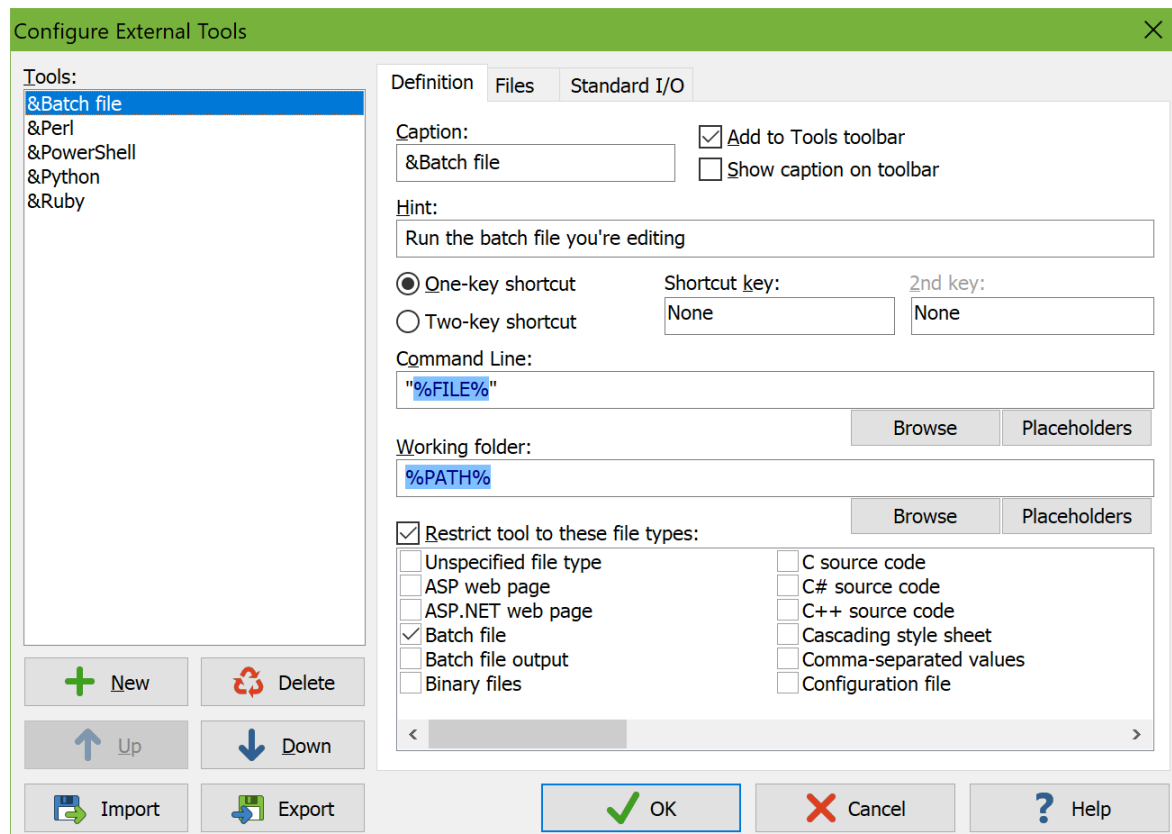 Configure External Tools
Tools:
&Batch file
&Perl
&PowerShell
&Python
&Ruby
New
Delete
Up
Down
Import
Export
Definition
Files
Standard I/O
Caption:
&Batch file
Add to Tools toolbar
Show caption on toolbar
Hint:
Run the batch file you're editing
One-key shortcut
Two-key shortcut
Shortcut key:
None
2nd key:
None
Command Line:
"%FILE%"
Browse
Placeholders
Working folder:
%PATH%
Browse
Placeholders
Restrict tool to these file types:
Unspecified file type
ASP web page
ASP.NET web page
Batch file
Batch file output
Binary files
C source code
C# source code
C++ source code
Cascading style sheet
Comma-separated values
Configuration file
OK
Cancel
? Help